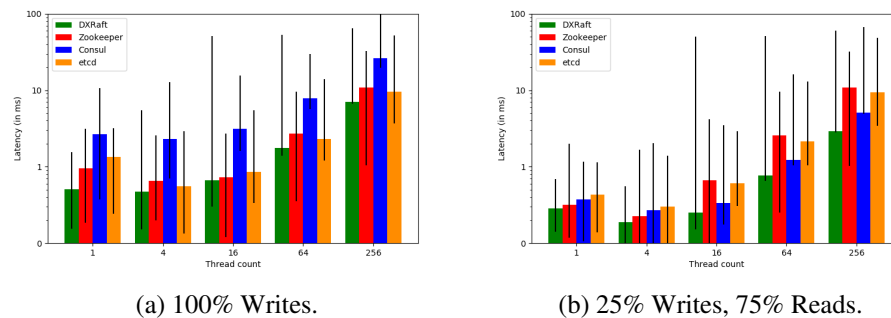 DXRaft
Zookeeper
Consul
etcd
Latency (in ms)
100
10
1
0
1
4
16
64
256
Thread count
(a) 100% Writes.
DXRaft
Zookeeper
Consul
etcd
Latency (in ms)
100
10
1
0
1
4
16
64
256
Thread count
(b) 25% Writes, 75% Reads.